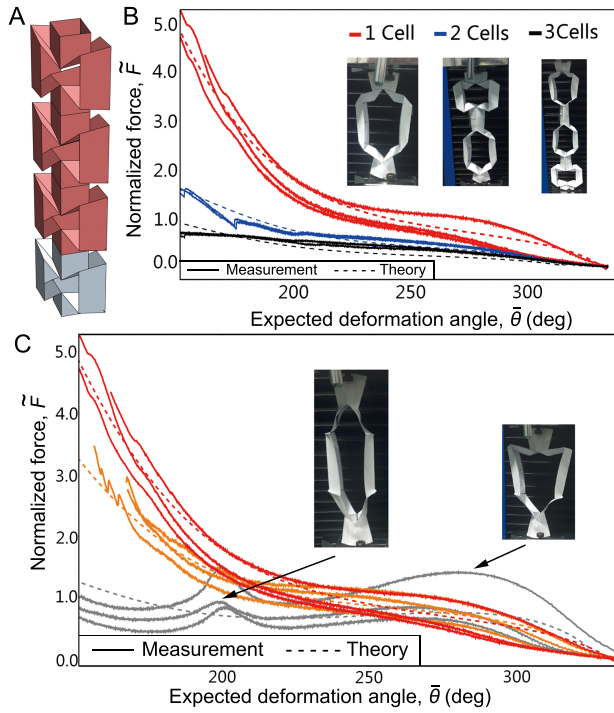 A
B
1 Cell
2 Cells
3Cells
Normalized force, F̃
5.0
4.0
3.0
2.0
1.0
0.0
Measurement
Theory
200
250
300
Expected deformation angle, θ̄ (deg)
C
Normalized force, F̃
5.0
4.0
3.0
2.0
1.0
0.0
Measurement
Theory
200
250
300
Expected deformation angle, θ̄ (deg)